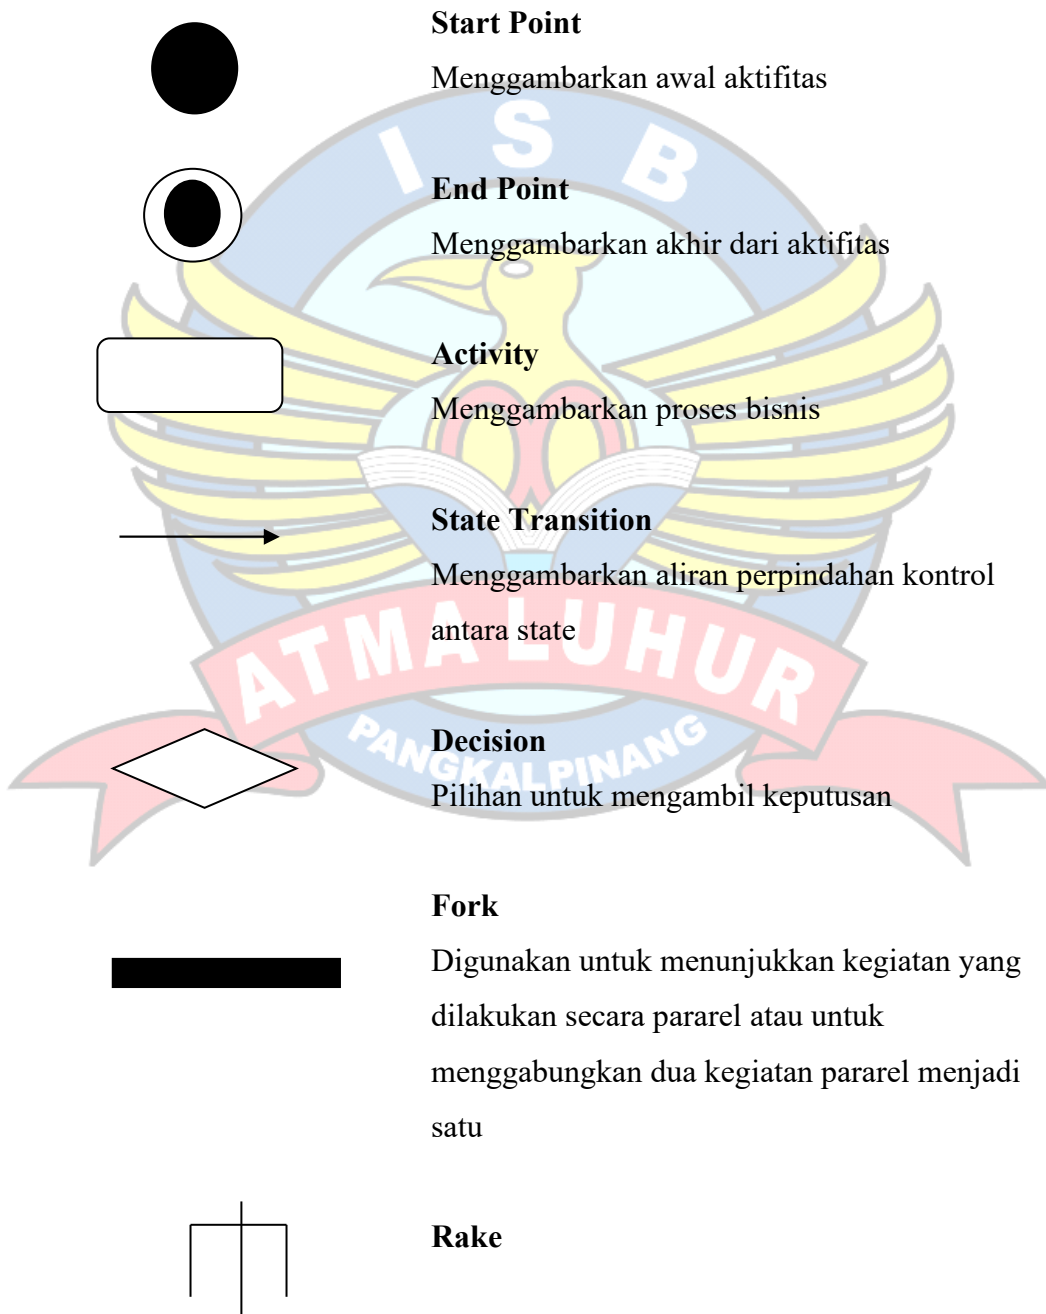 Start Point
Menggambarkan awal aktifitas
I S B
End Point
Menggambarkan akhir dari aktifitas
Activity
Menggambarkan proses bisnis
State Transition
Menggambarkan aliran perpindahan kontrol
antara state
ATMA LUHUR
PANGKALPINANG
Decision
Pilihan untuk mengambil keputusan
Fork
Digunakan untuk menunjukkan kegiatan yang
dilakukan secara pararel atau untuk
menggabungkan dua kegiatan pararel menjadi
satu
Rake